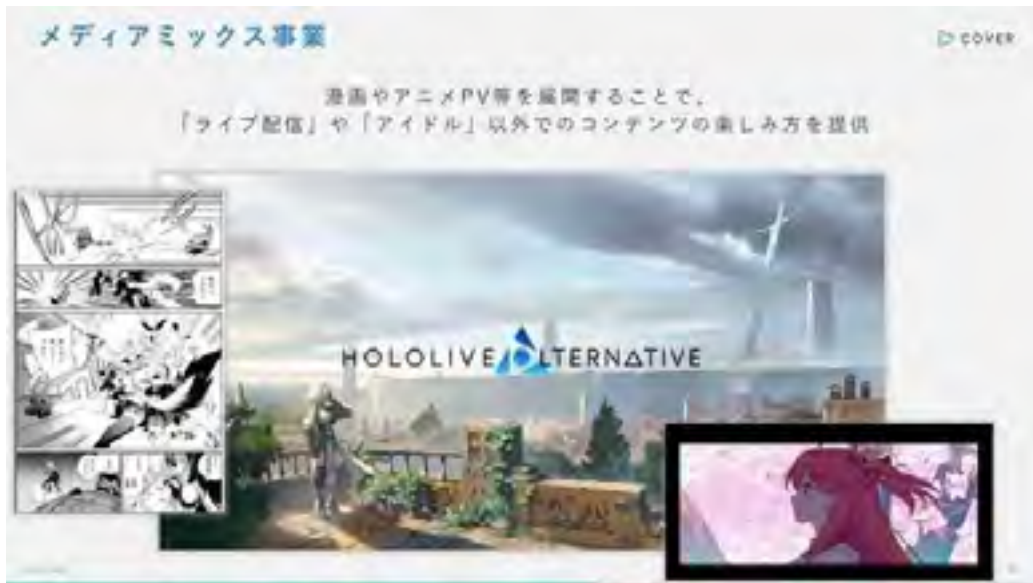 メディアミックス事業
COVER
漫画やアニメPV等を展開することで、
「ライブ配信」や「アイドル」以外でのコンテンツの楽しみ方を提供
HOLOLIVE ALTERNATIVE